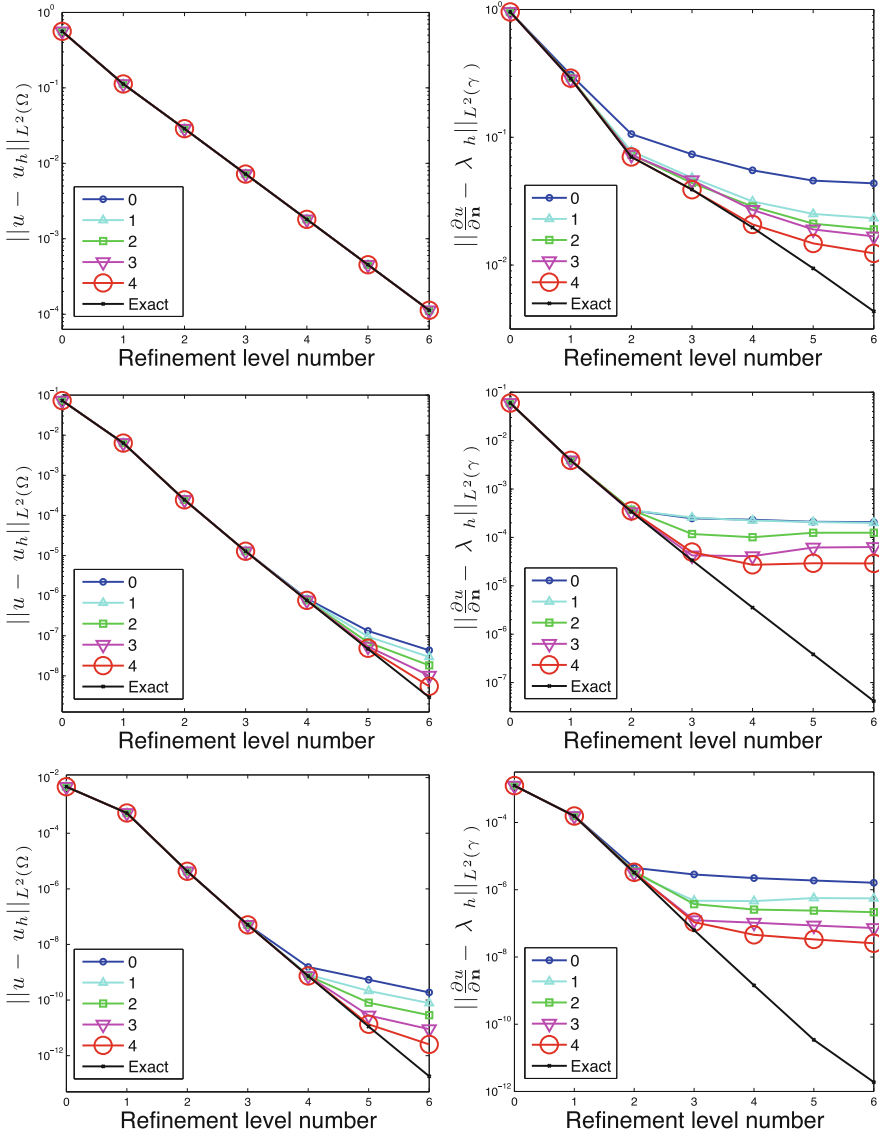 ||u − u_h||_{L²(Ω)}
10^0
10^{-1}
10^{-2}
10^{-3}
10^{-4}
0
1
2
3
4
Exact
0 1 2 3 4 5 6
Refinement level number
||∂u/∂n − λ_h||_{L²(γ)}
10^0
10^{-1}
10^{-2}
0
1
2
3
4
Exact
0 1 2 3 4 5 6
Refinement level number
||u − u_h||_{L²(Ω)}
10^{-1}
10^{-2}
10^{-3}
10^{-4}
10^{-5}
10^{-6}
10^{-7}
10^{-8}
0
1
2
3
4
Exact
0 1 2 3 4 5 6
Refinement level number
||∂u/∂n − λ_h||_{L²(γ)}
10^{-1}
10^{-2}
10^{-3}
10^{-4}
10^{-5}
10^{-6}
10^{-7}
0
1
2
3
4
Exact
0 1 2 3 4 5 6
Refinement level number
||u − u_h||_{L²(Ω)}
10^{-2}
10^{-4}
10^{-6}
10^{-8}
10^{-10}
10^{-12}
0
1
2
3
4
Exact
0 1 2 3 4 5 6
Refinement level number
||∂u/∂n − λ_h||_{L²(γ)}
10^{-4}
10^{-6}
10^{-8}
10^{-10}
10^{-12}
0
1
2
3
4
Exact
0 1 2 3 4 5 6
Refinement level number